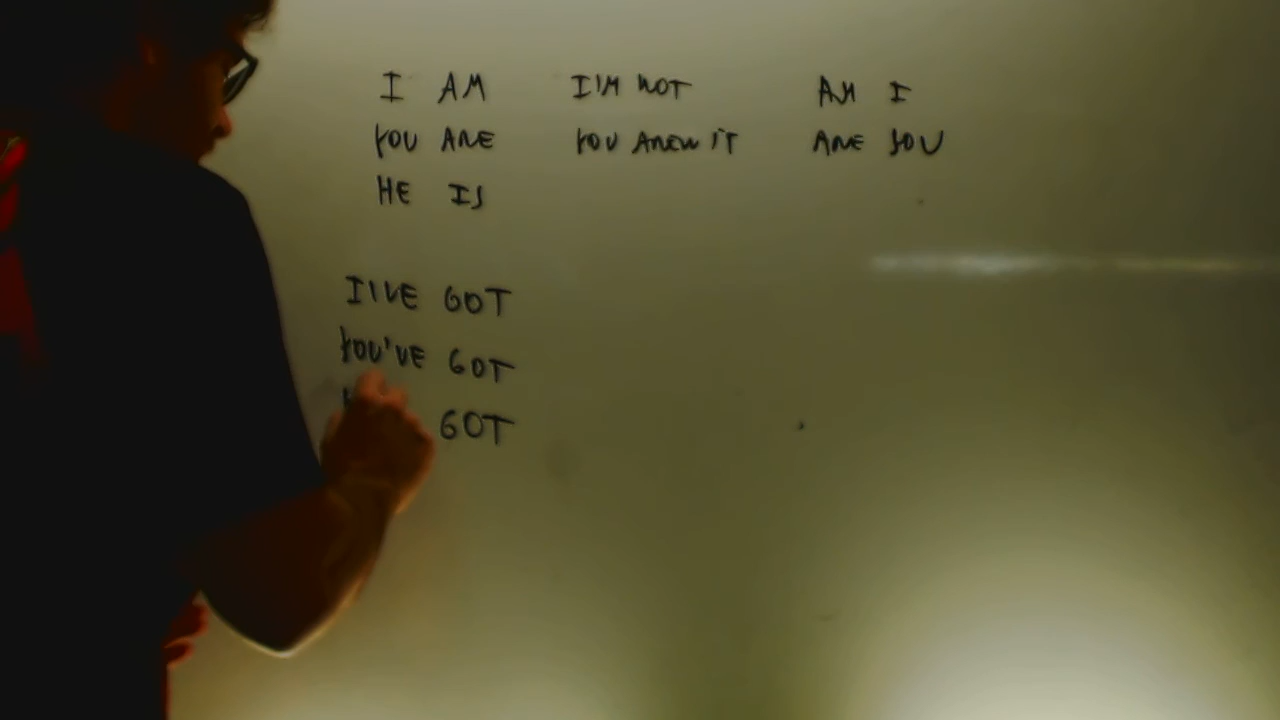 I AM I'M NOT AM I
YOU ARE YOU AREN'T ARE YOU
HE IS
I'VE GOT
YOU'VE GOT
GOT